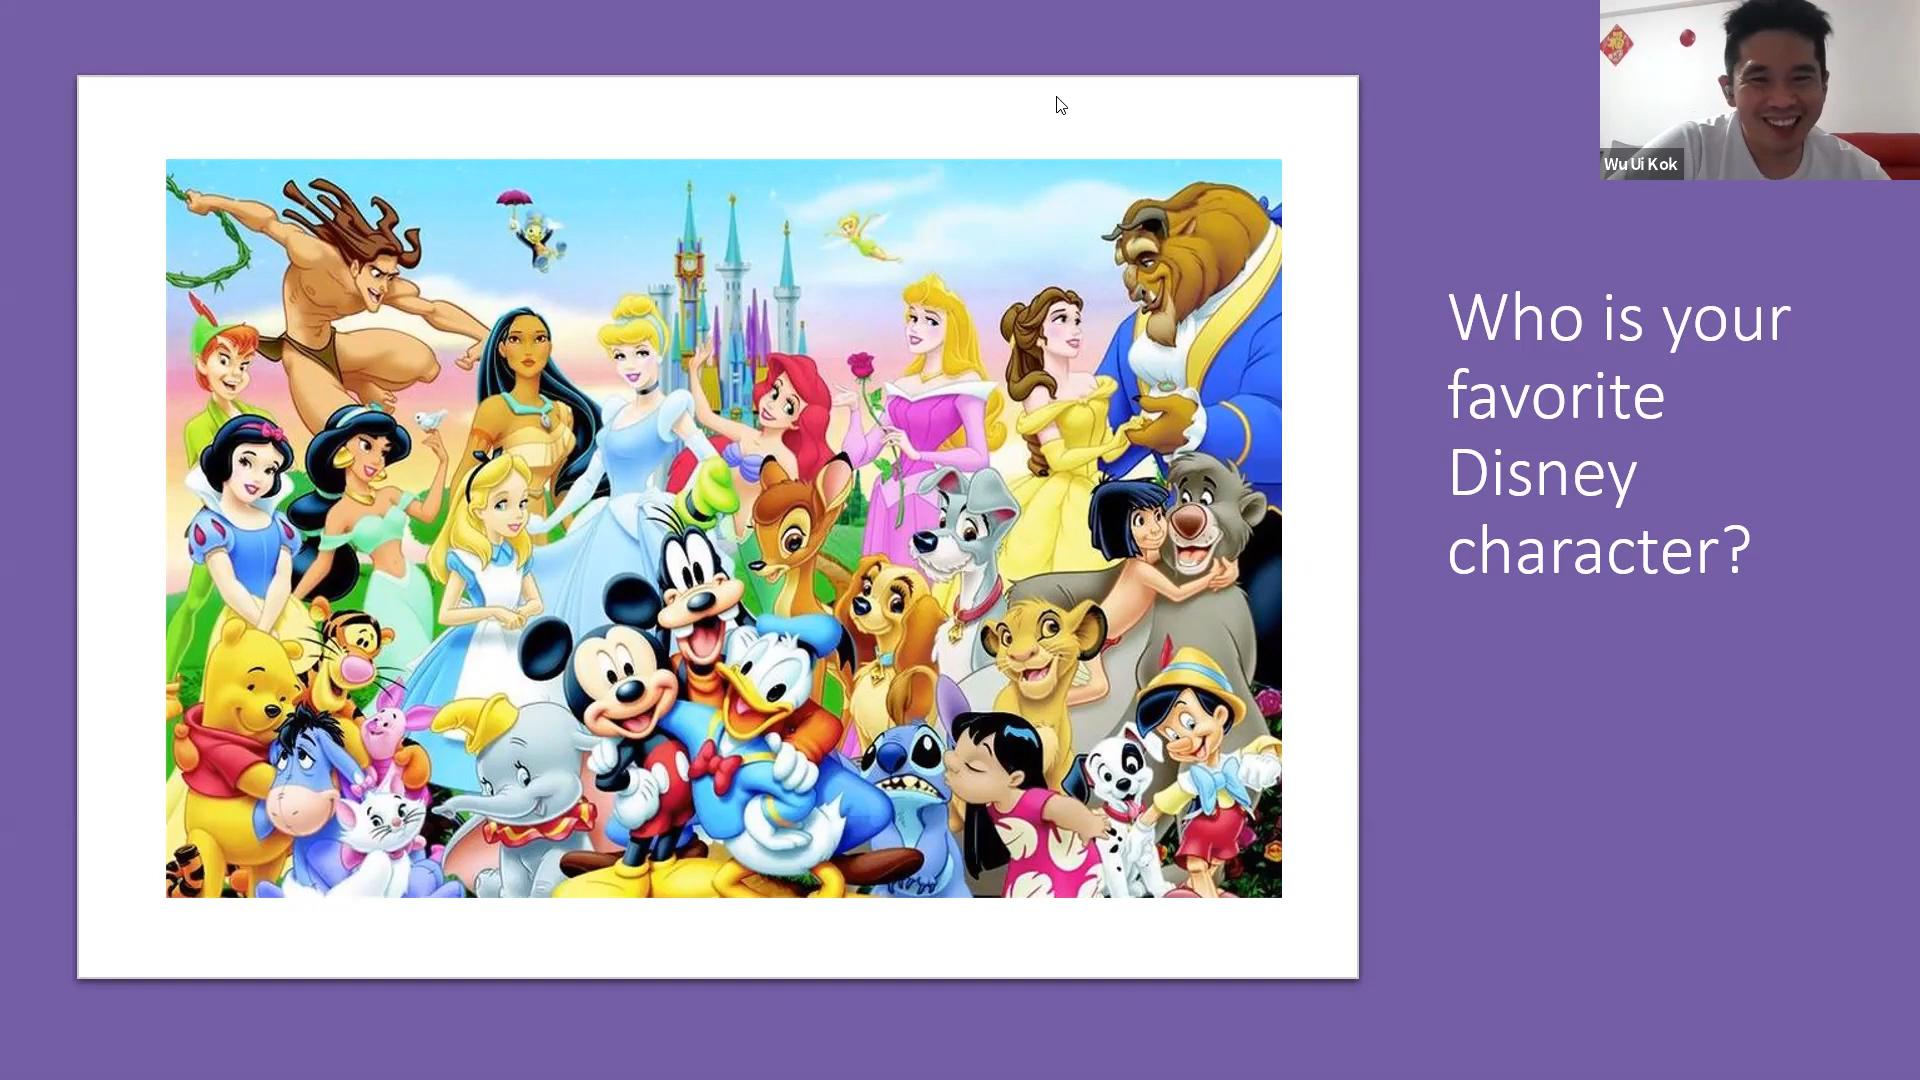 Wu Ui Kok
Who is your
favorite
Disney
character?